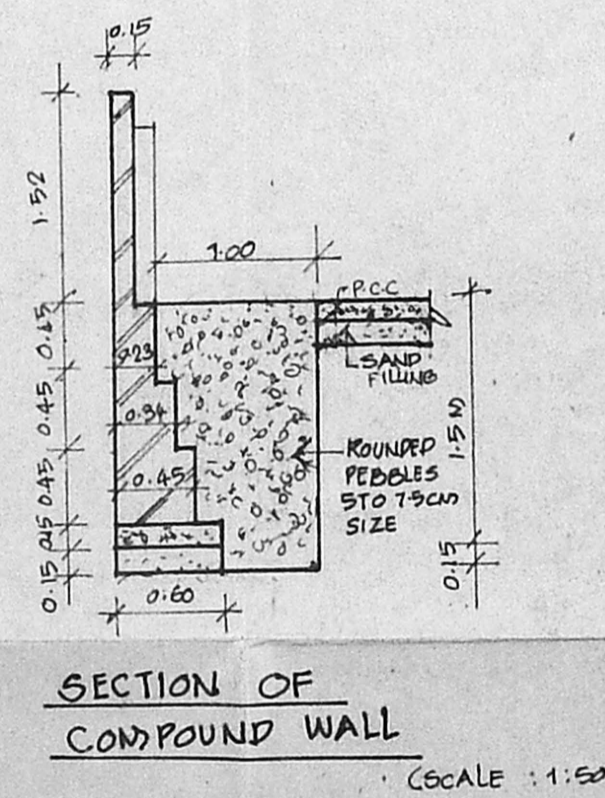 0.15
1.52
1.00
P.C.C
0.45
0.23
SAND
FILLING
0.45
0.34
1.5 M
ROUNDED
PEBBLES
5 TO 7.5CM
SIZE
0.45
0.45
0.15
0.15
0.15
0.60
SECTION OF
COMPOUND WALL
(SCALE : 1:50